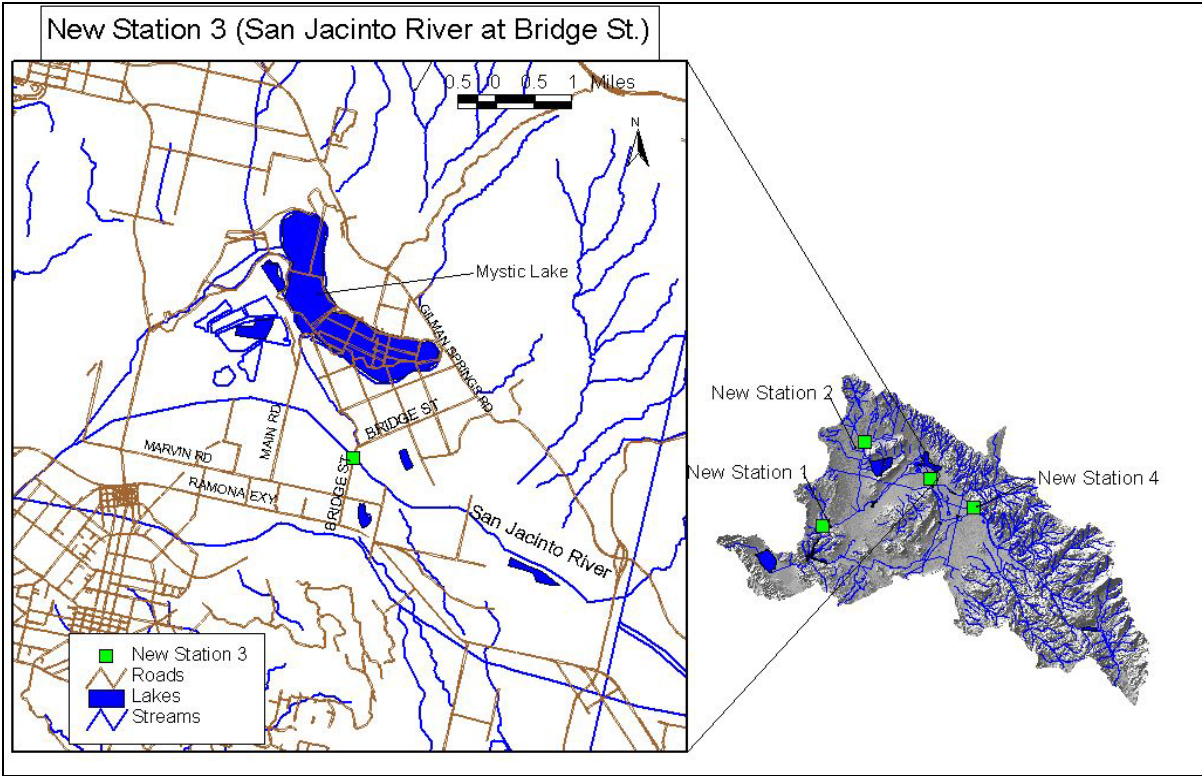 New Station 3 (San Jacinto River at Bridge St.)
0.5 0 0.5 1 Miles
N
Mystic Lake
GILMAN SPRINGS RD
BRIDGE ST
MAIN RD
MARVIN RD
RAMONA EXY
BRIDGE ST
San Jacinto River
New Station 3
Roads
Lakes
Streams
New Station 2
New Station 1
New Station 4